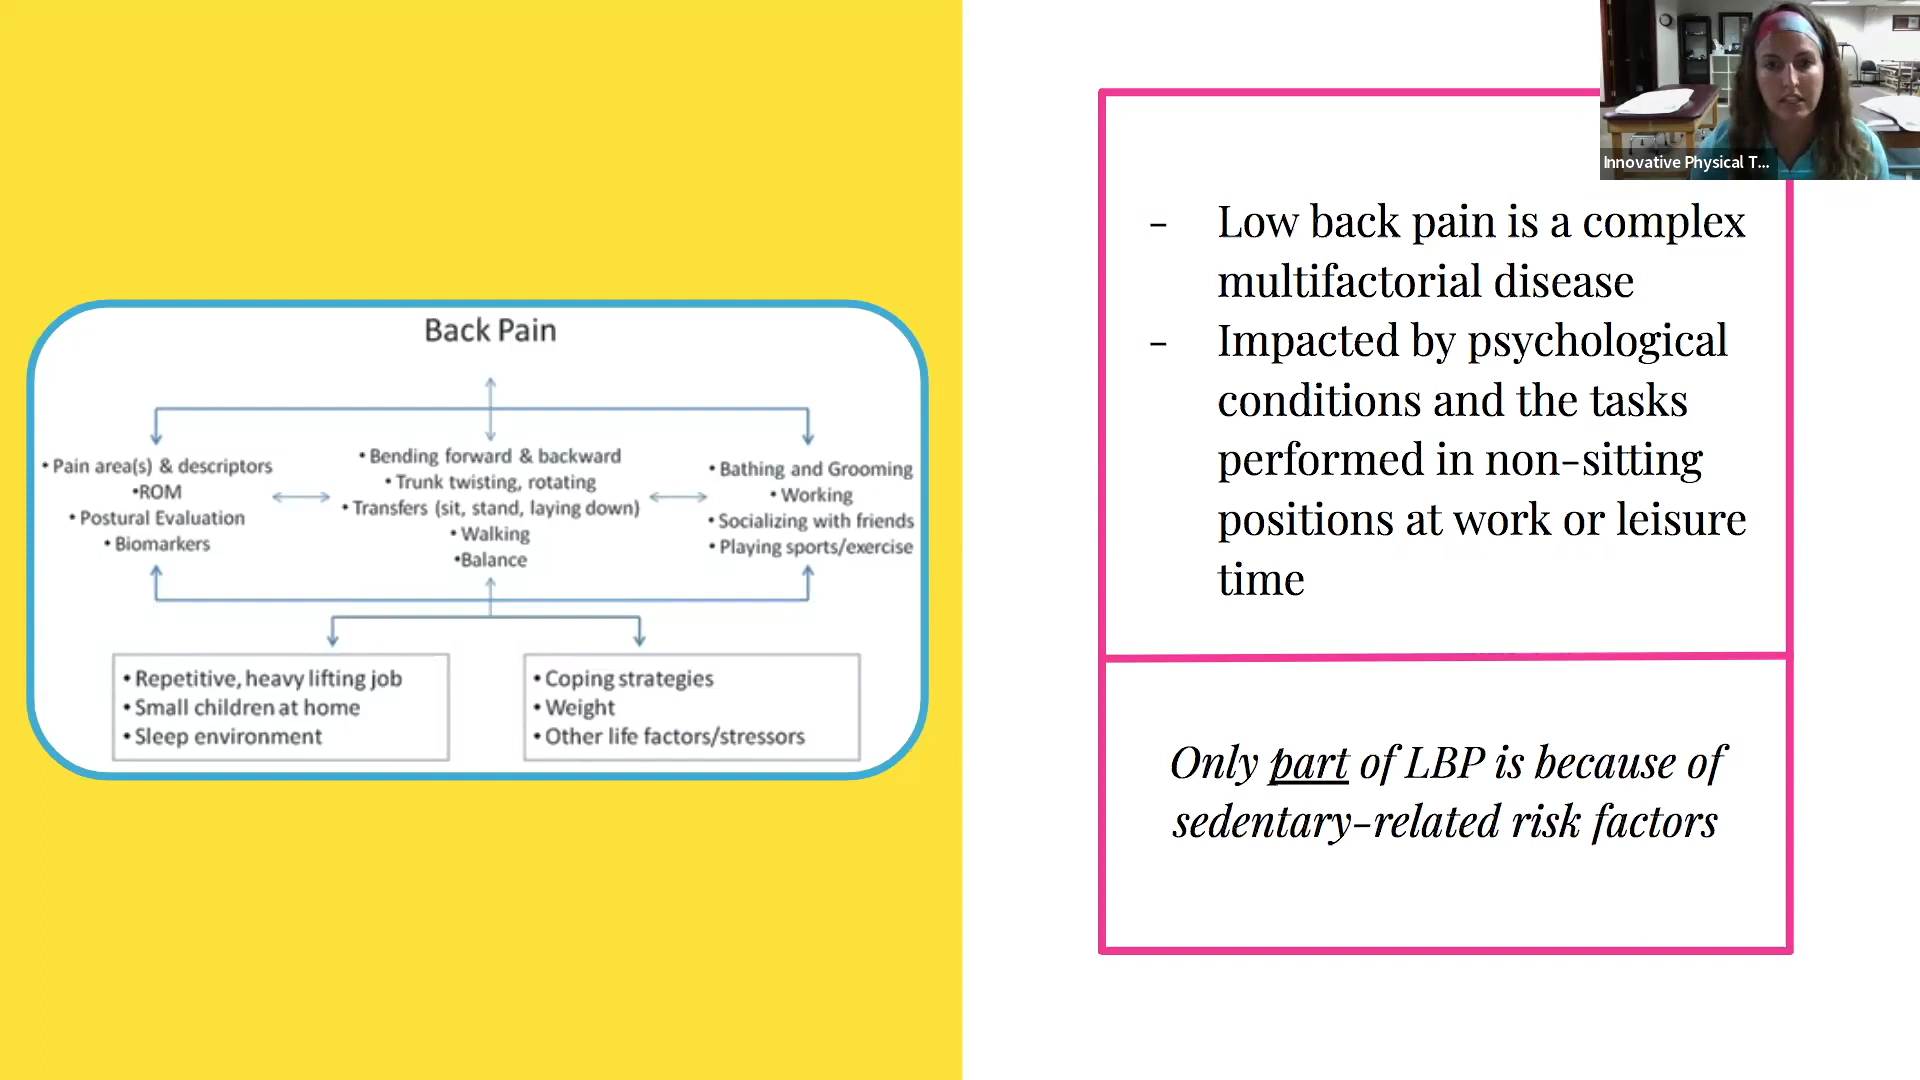 Back Pain
• Pain area(s) & descriptors
•ROM
• Postural Evaluation
• Biomarkers
• Bending forward & backward
• Trunk twisting, rotating
• Transfers (sit, stand, laying down)
• Walking
•Balance
• Bathing and Grooming
• Working
• Socializing with friends
• Playing sports/exercise
• Repetitive, heavy lifting job
• Small children at home
• Sleep environment
• Coping strategies
• Weight
• Other life factors/stressors
Innovative Physical T...
- Low back pain is a complex
multifactorial disease
- Impacted by psychological
conditions and the tasks
performed in non-sitting
positions at work or leisure
time
Only part of LBP is because of
sedentary-related risk factors